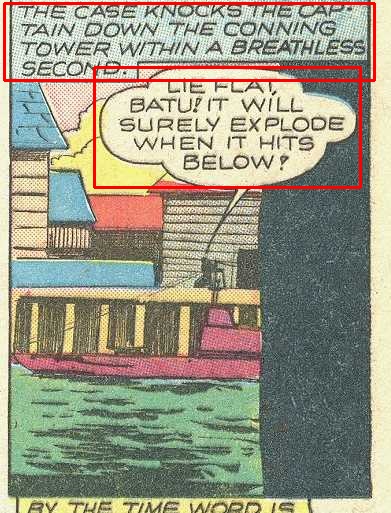 THE CASE KNOCKS THE CAP-
TAIN DOWN THE CONNING
TOWER WITHIN A BREATHLESS
SECOND.
LIE FLAT,
BATU! IT WILL
SURELY EXPLODE
WHEN IT HITS
BELOW!
BY THE TIME WORD IS